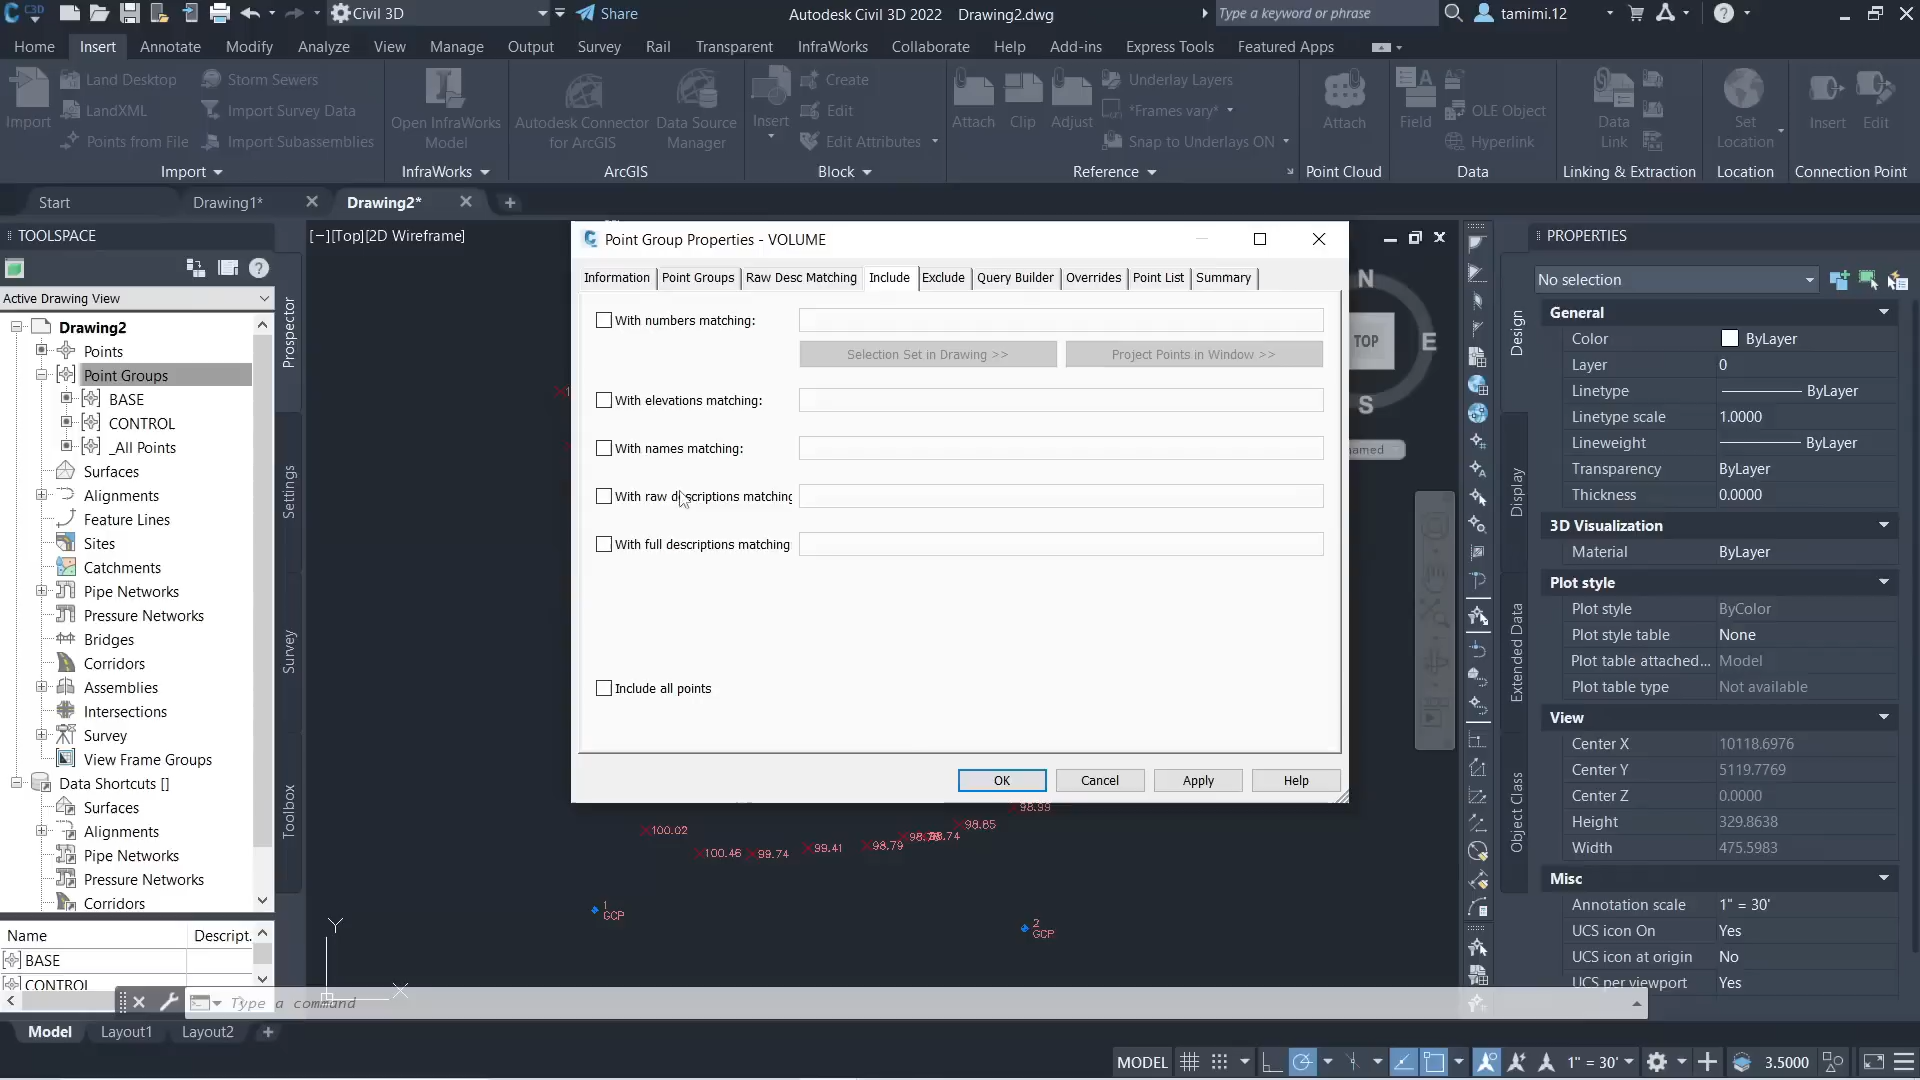 C3D Civil 3D Share Autodesk Civil 3D 2022 Drawing2.dwg Type a keyword or phrase tamimi.12
Home Insert Annotate Modify Analyze View Manage Output Survey Rail Transparent InfraWorks Collaborate Help Add-ins Express Tools Featured Apps
Land Desktop Storm Sewers Create Underlay Layers
LandXML Import Survey Data Edit *Frames vary* OLE Object
Import Open InfraWorks Autodesk Connector Data Source Insert Attach Clip Adjust Attach Field Data Set Insert Edit
Points from File Import Subassemblies Model for ArcGIS Manager Edit Attributes Snap to Underlays ON Hyperlink Link Location
Import InfraWorks ArcGIS Block Reference Point Cloud Data Linking & Extraction Location Connection Point
Start Drawing1* Drawing2*
TOOLSPACE
Active Drawing View
Drawing2
Points
Point Groups
BASE
CONTROL
_All Points
Surfaces
Alignments
Feature Lines
Sites
Catchments
Pipe Networks
Pressure Networks
Bridges
Corridors
Assemblies
Intersections
Survey
View Frame Groups
Data Shortcuts []
Surfaces
Alignments
Pipe Networks
Pressure Networks
Corridors
Name Descript.
BASE
CONTROL
Prospector
Settings
Survey
Toolbox
[−][Top][2D Wireframe]
Point Group Properties - VOLUME
Information Point Groups Raw Desc Matching Include Exclude Query Builder Overrides Point List Summary
With numbers matching:
Selection Set in Drawing >> Project Points in Window >>
With elevations matching:
With names matching:
With raw descriptions matching
With full descriptions matching
Include all points
OK Cancel Apply Help
N
TOP E
S
named
98.99
100.02 98.85
98.74
100.46 99.74 99.41 98.79
1
GCP
2
GCP
Y
X
Type a command
Model Layout1 Layout2 +
MODEL 1" = 30' 3.5000
PROPERTIES
No selection
Design
Display
Extended Data
Object Class
General
Color ByLayer
Layer 0
Linetype ByLayer
Linetype scale 1.0000
Lineweight ByLayer
Transparency ByLayer
Thickness 0.0000
3D Visualization
Material ByLayer
Plot style
Plot style ByColor
Plot style table None
Plot table attached... Model
Plot table type Not available
View
Center X 10118.6976
Center Y 5119.7769
Center Z 0.0000
Height 329.8638
Width 475.5983
Misc
Annotation scale 1" = 30'
UCS icon On Yes
UCS icon at origin No
UCS per viewport Yes